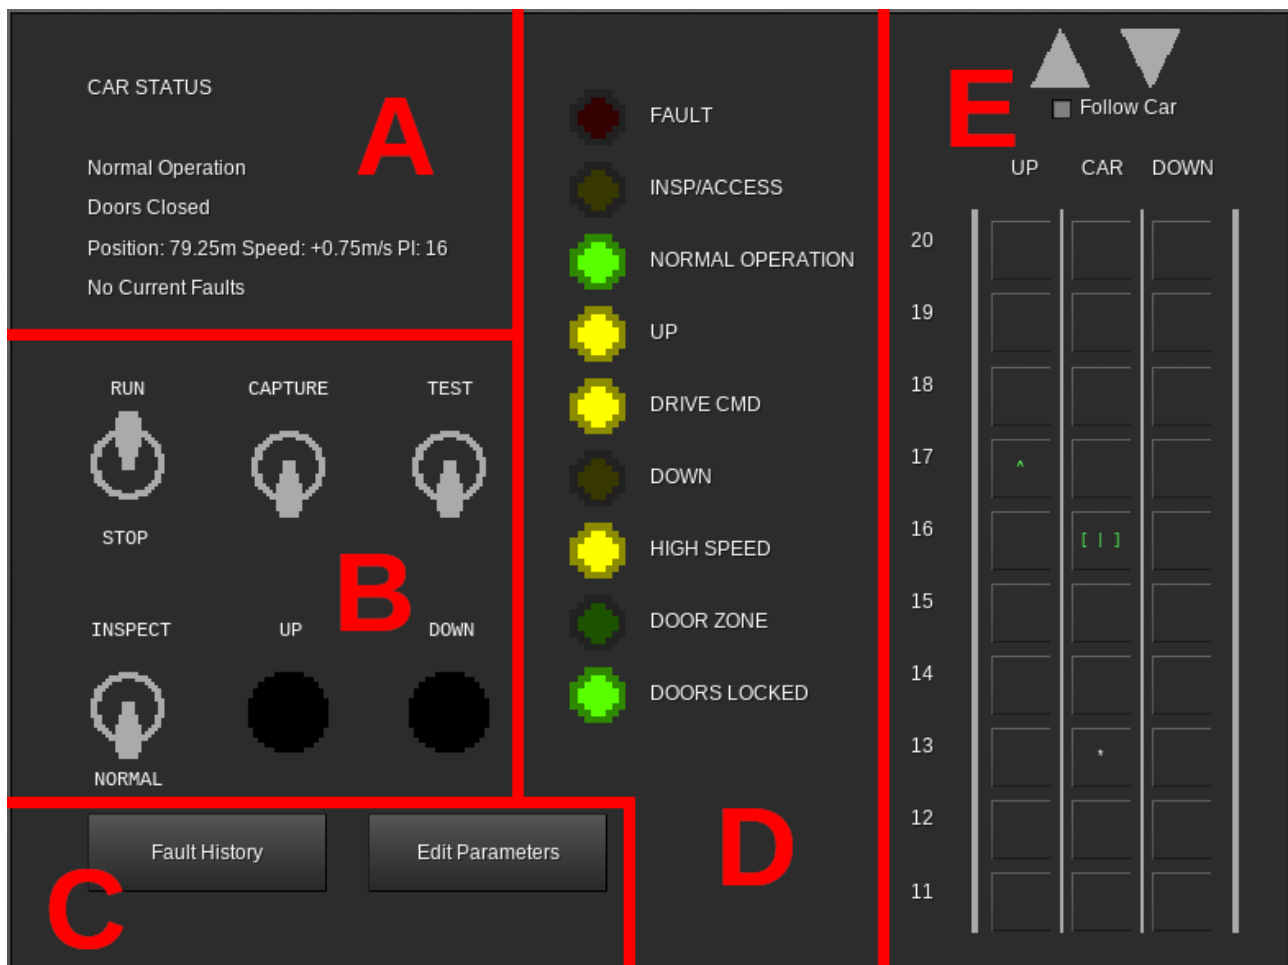 CAR STATUS
A
Normal Operation
Doors Closed
Position: 79.25m Speed: +0.75m/s PI: 16
No Current Faults
RUN CAPTURE TEST
STOP
B
INSPECT UP DOWN
NORMAL
Fault History Edit Parameters
C
FAULT
INSP/ACCESS
NORMAL OPERATION
UP
DRIVE CMD
DOWN
HIGH SPEED
DOOR ZONE
DOORS LOCKED
D
E
Follow Car
UP CAR DOWN
20
19
18
17 ^
16 [ | ]
15
14
13 *
12
11